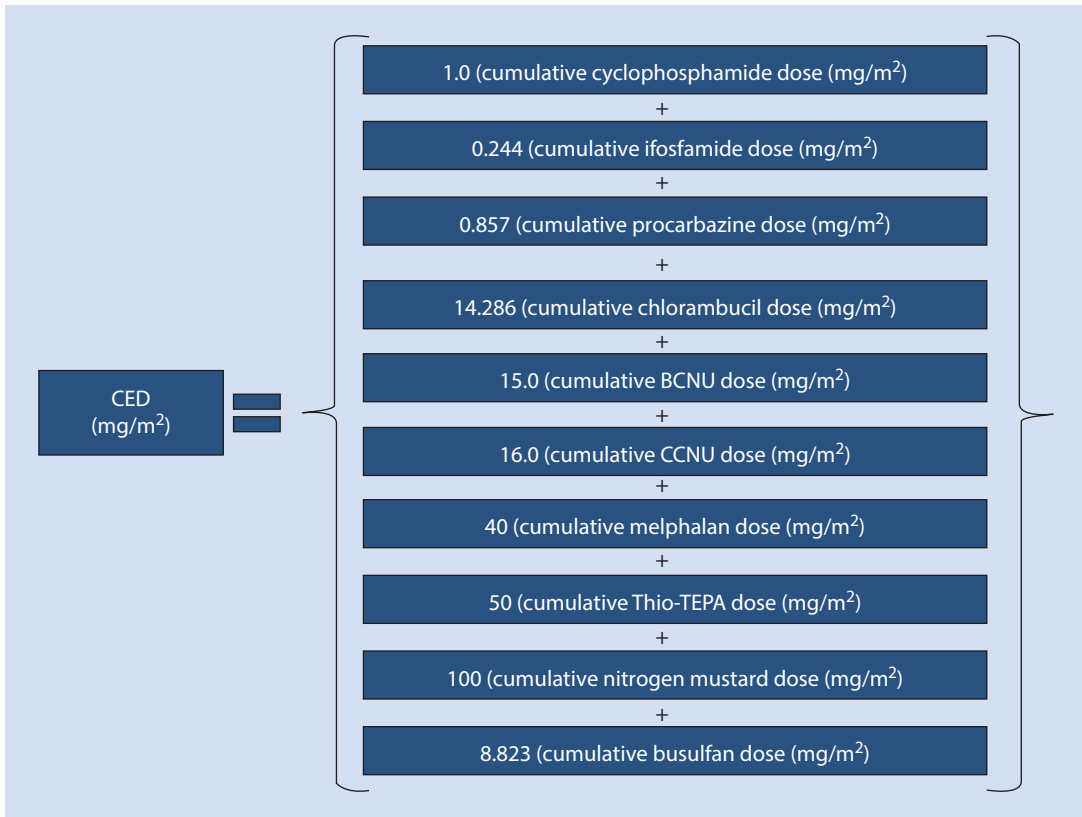 1.0 (cumulative cyclophosphamide dose (mg/m²)
+
0.244 (cumulative ifosfamide dose (mg/m²)
+
0.857 (cumulative procarbazine dose (mg/m²)
+
14.286 (cumulative chlorambucil dose (mg/m²)
+
CED
(mg/m²)
=
15.0 (cumulative BCNU dose (mg/m²)
+
16.0 (cumulative CCNU dose (mg/m²)
+
40 (cumulative melphalan dose (mg/m²)
+
50 (cumulative Thio-TEPA dose (mg/m²)
+
100 (cumulative nitrogen mustard dose (mg/m²)
+
8.823 (cumulative busulfan dose (mg/m²)